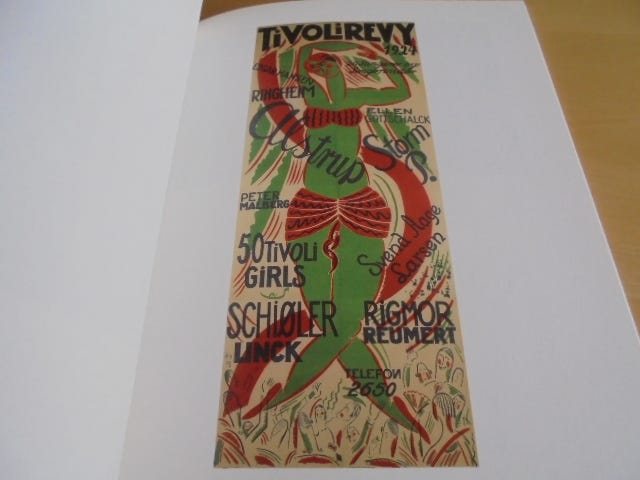 TiVOLiREVY
1924
RINGHEIM
ELLEN
GOTTSCHALCK
Alstrup
Storm
P.
PETER
MALBERG
Svend Aage
Larsen
50 TiVOLi
GiRLS
SCHiØLER
LINCK
RiGMOR
REUMERT
TELEFON
2650